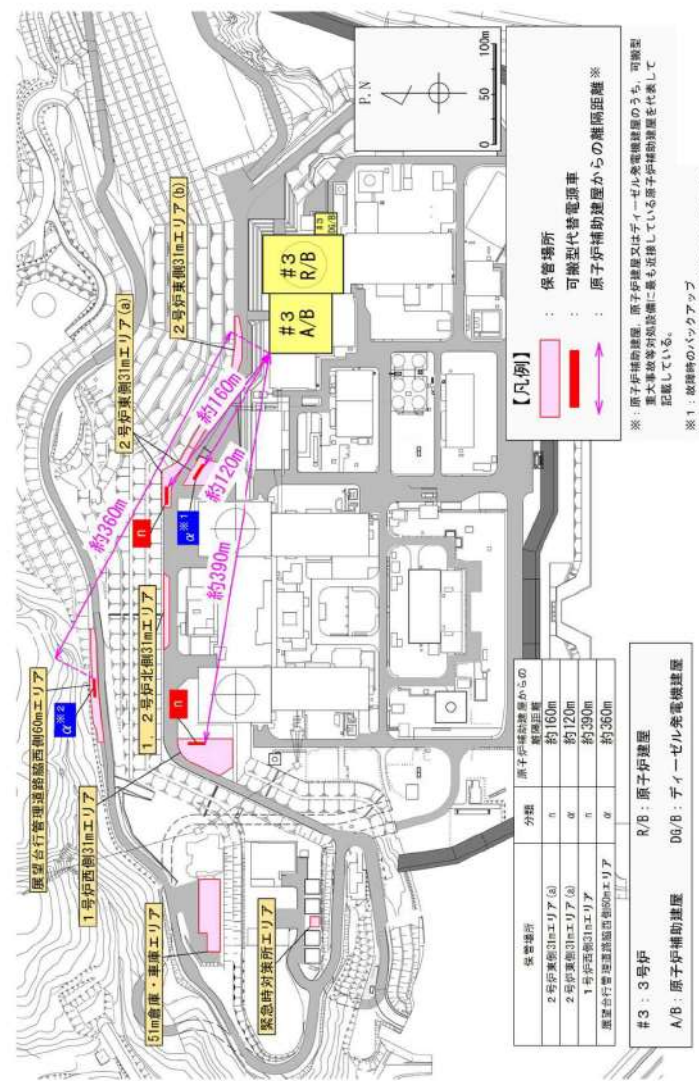 展望台行管理道路脇西側60mエリア
α※2
1号炉西側31mエリア
51m倉庫・車庫エリア
緊急時対策所エリア
1，2号炉北側31mエリア
n
約360m
2号炉東側31mエリア(a)
n
α※1
2号炉東側31mエリア(b)
約160m
約120m
約390m
#3
A/B
#3
R/B
#3
DG/B
P.N
0 50 100m
【凡例】
： 保管場所
： 可搬型代替電源車
： 原子炉補助建屋からの離隔距離※
※：原子炉補助建屋，原子炉建屋又はディーゼル発電機建屋のうち，可搬型
重大事故等対処設備に最も近接している原子炉補助建屋を代表して
記載している。
※1：故障時のバックアップ
保管場所 分類 原子炉補助建屋からの
離隔距離
2号炉東側31mエリア(a) n 約160m
2号炉東側31mエリア(a) α 約120m
1号炉西側31mエリア n 約390m
展望台行管理道路脇西側60mエリア α 約360m
#3：3号炉 R/B：原子炉建屋
A/B：原子炉補助建屋 DG/B：ディーゼル発電機建屋